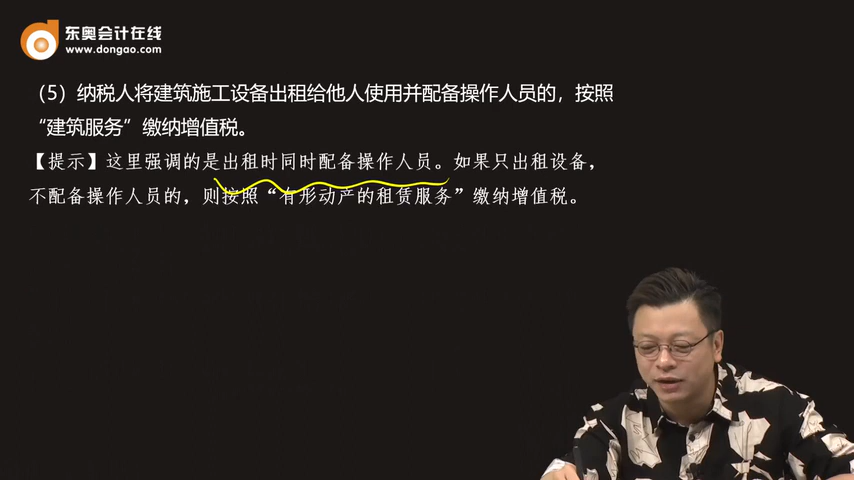 东奥会计在线
www.dongao.com
（5）纳税人将建筑施工设备出租给他人使用并配备操作人员的，按照
“建筑服务”缴纳增值税。
【提示】这里强调的是出租时同时配备操作人员。如果只出租设备，
不配备操作人员的，则按照“有形动产的租赁服务”缴纳增值税。